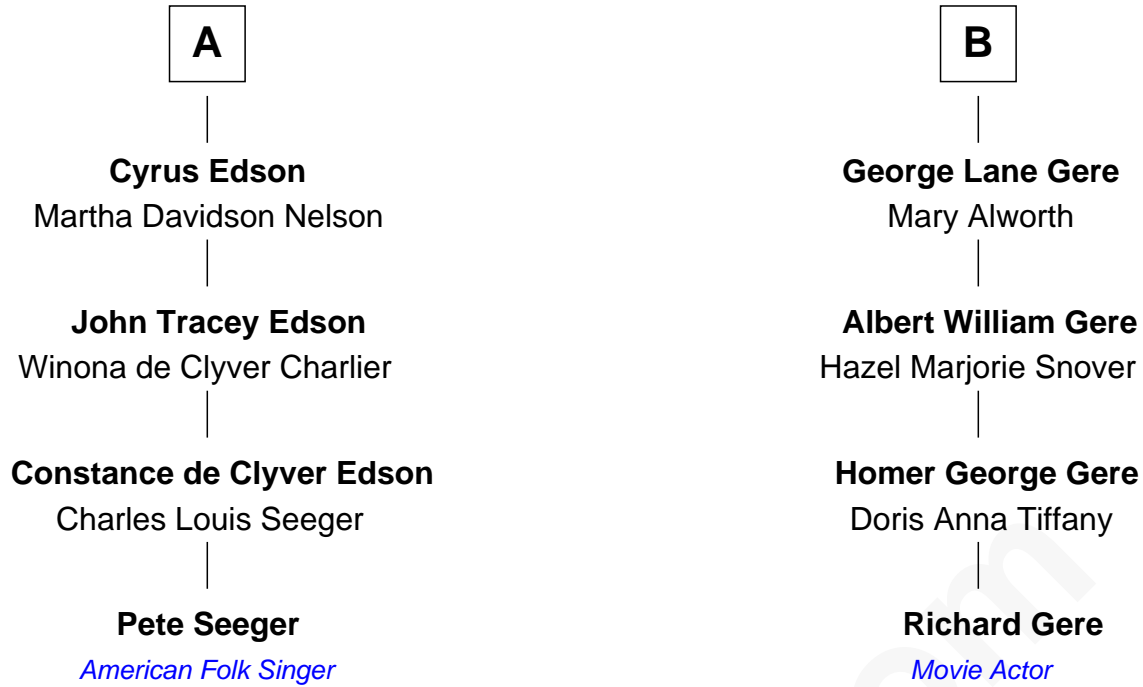 A
Cyrus Edson
Martha Davidson Nelson
John Tracey Edson
Winona de Clyver Charlier
Constance de Clyver Edson
Charles Louis Seeger
Pete Seeger
American Folk Singer
B
George Lane Gere
Mary Alworth
Albert William Gere
Hazel Marjorie Snover
Homer George Gere
Doris Anna Tiffany
Richard Gere
Movie Actor
om